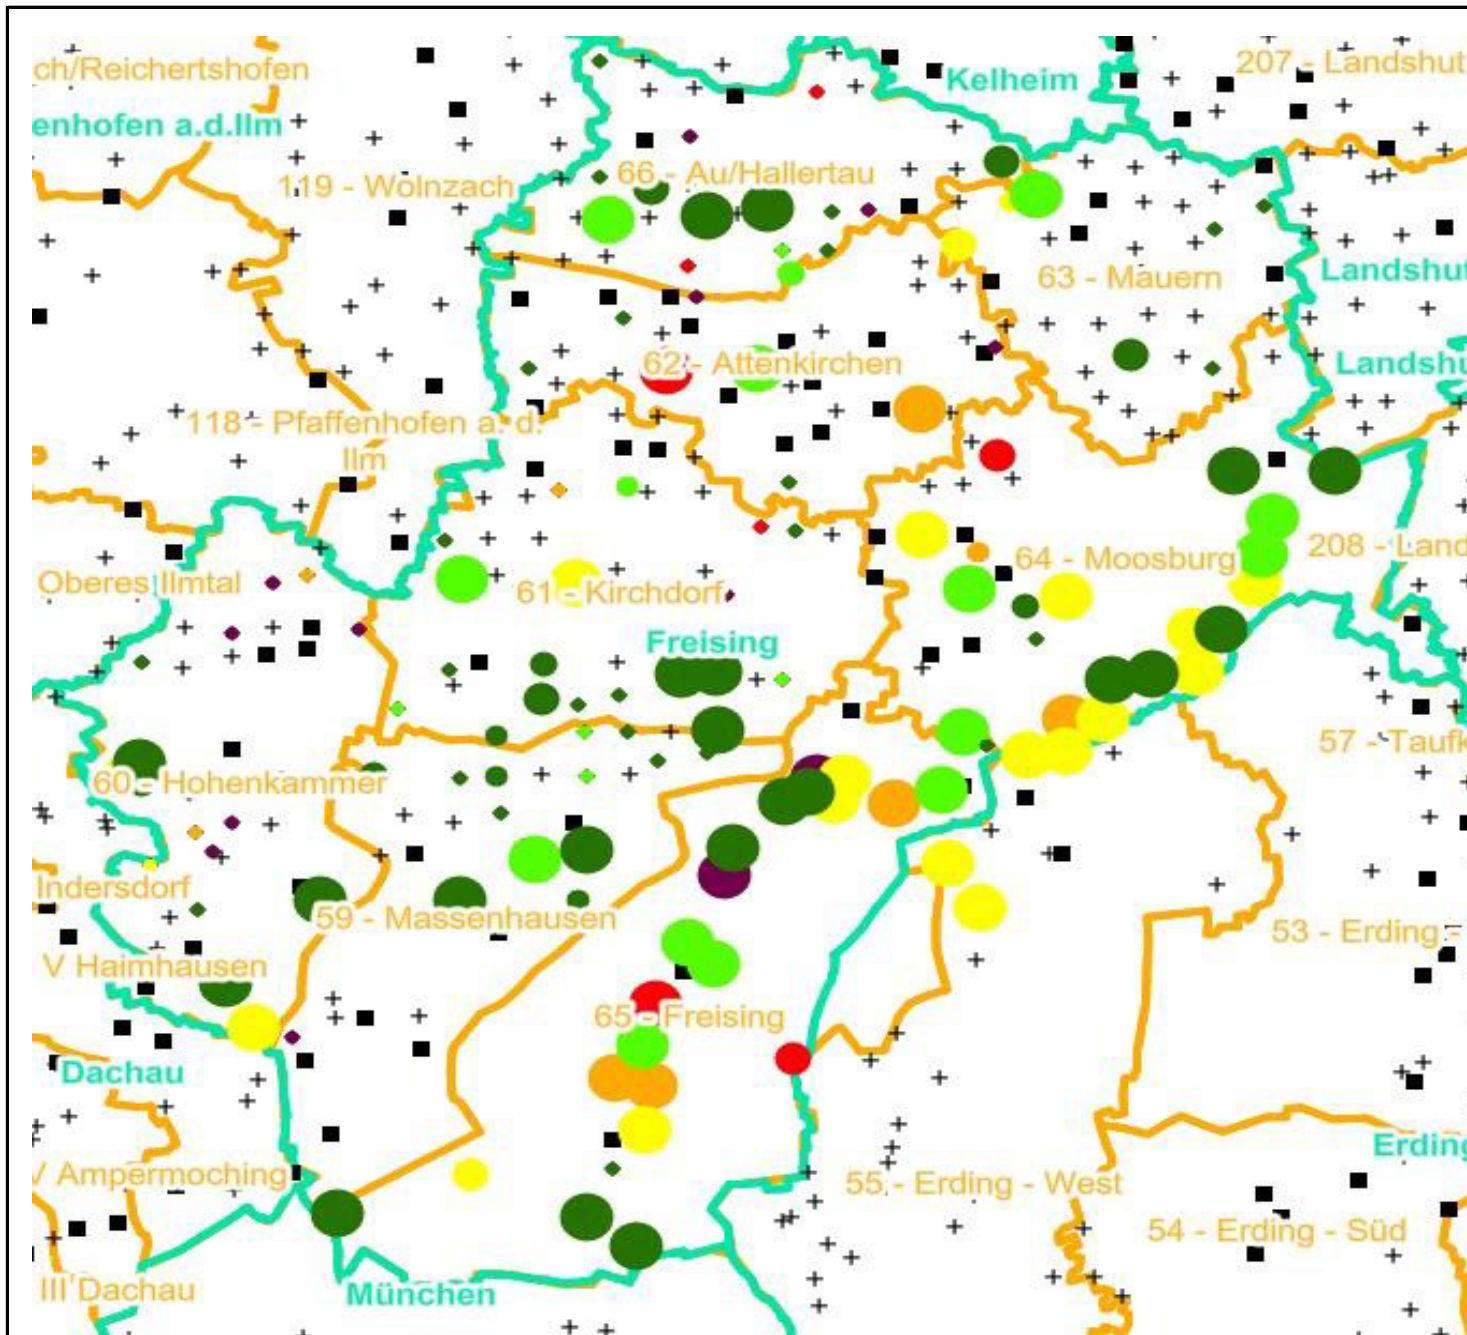 ch/Reichertshofen
207 - Landshut
Kelheim
enhofen a.d.Ilm
66 - Au/Hallertau
119 - Wolnzach
63 - Mauern
Landshut
62 - Attenkirchen
Landshu
118 - Pfaffenhofen a. d.
Ilm
208 - Land
64 - Moosburg
Oberes Ilmtal
61 - Kirchdorf
Freising
57 - Taufk
60 - Hohenkammer
Indersdorf
59 - Massenhausen
53 - Erding -
V Haimhausen
65 - Freising
Dachau
Erding
V Ampermoching
55 - Erding - West
54 - Erding - Süd
III Dachau
München